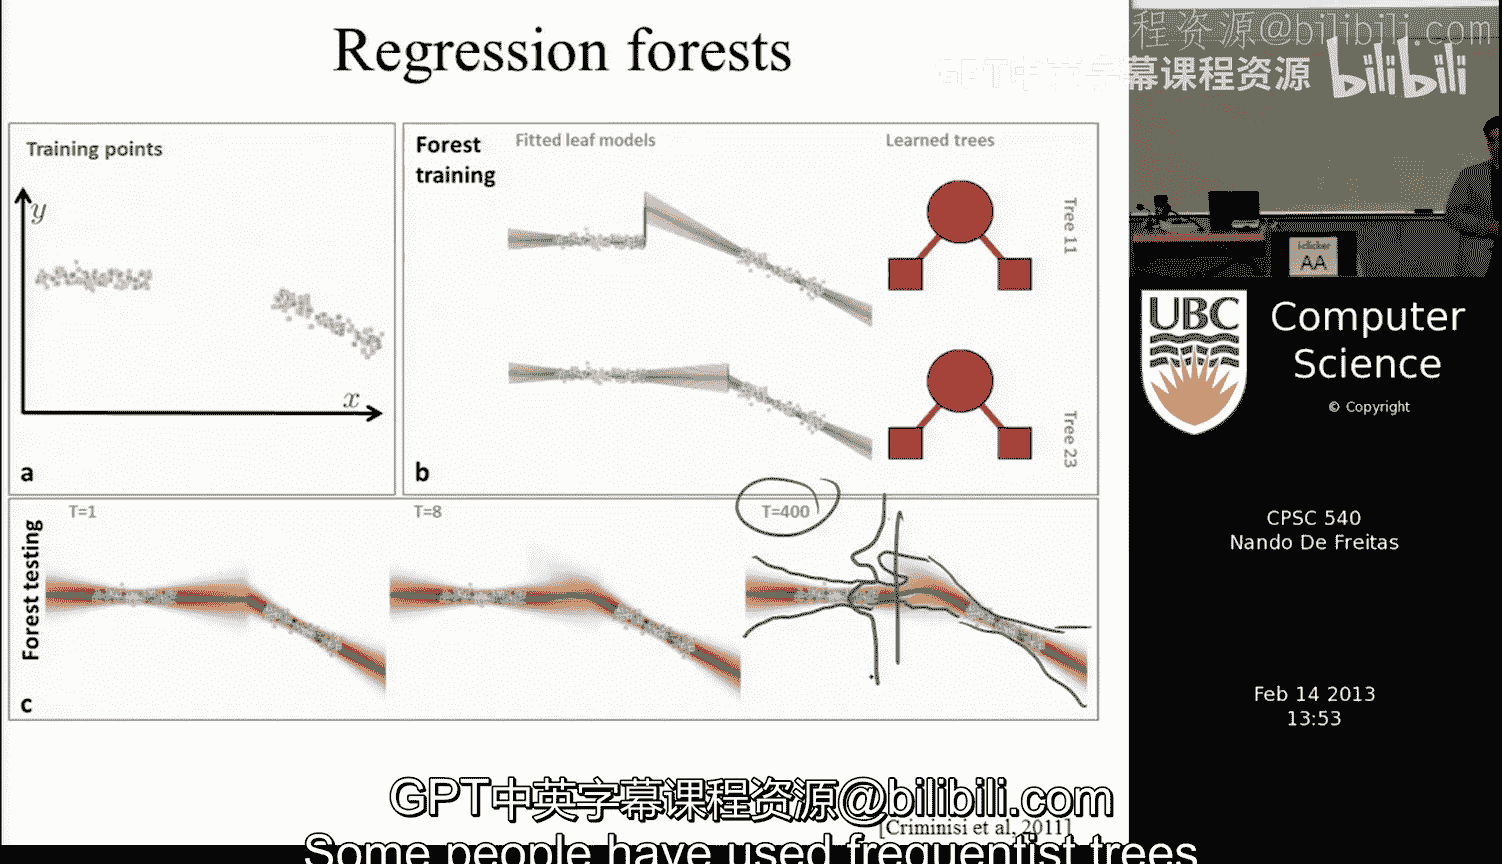 Regression forests
程资源@bilibili.com
GPT中英字幕课程资源 bilibili
Training points
y
x
a
Forest
training
Fitted leaf models
Learned trees
Tree 11
Tree 23
b
Forest testing
T=1
T=8
T=400
c
i-clicker
AA
UBC
Computer
Science
© Copyright
CPSC 540
Nando De Freitas
Feb 14 2013
13:53
GPT中英字幕课程资源@bilibili.com
[Criminisi et al, 2011]
Some people have used frequentist trees